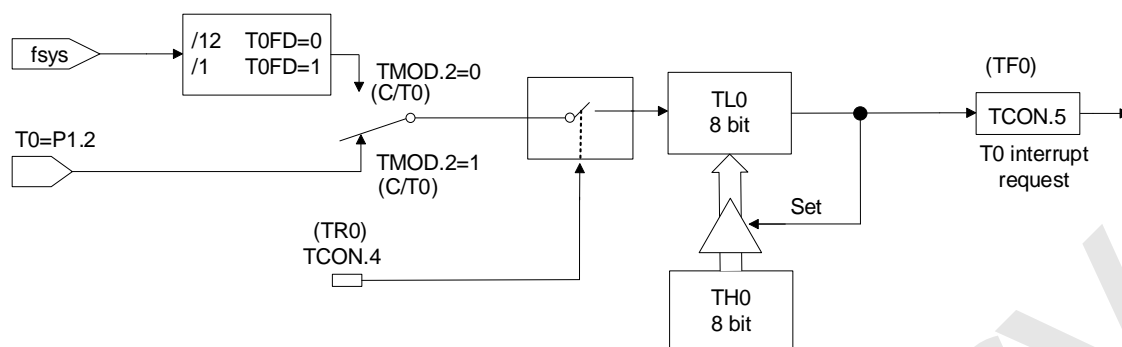 fsys
/12 T0FD=0
/1 T0FD=1
TMOD.2=0
(C/T0)
T0=P1.2
TMOD.2=1
(C/T0)
(TR0)
TCON.4
TL0
8 bit
Set
TH0
8 bit
(TF0)
TCON.5
T0 interrupt
request